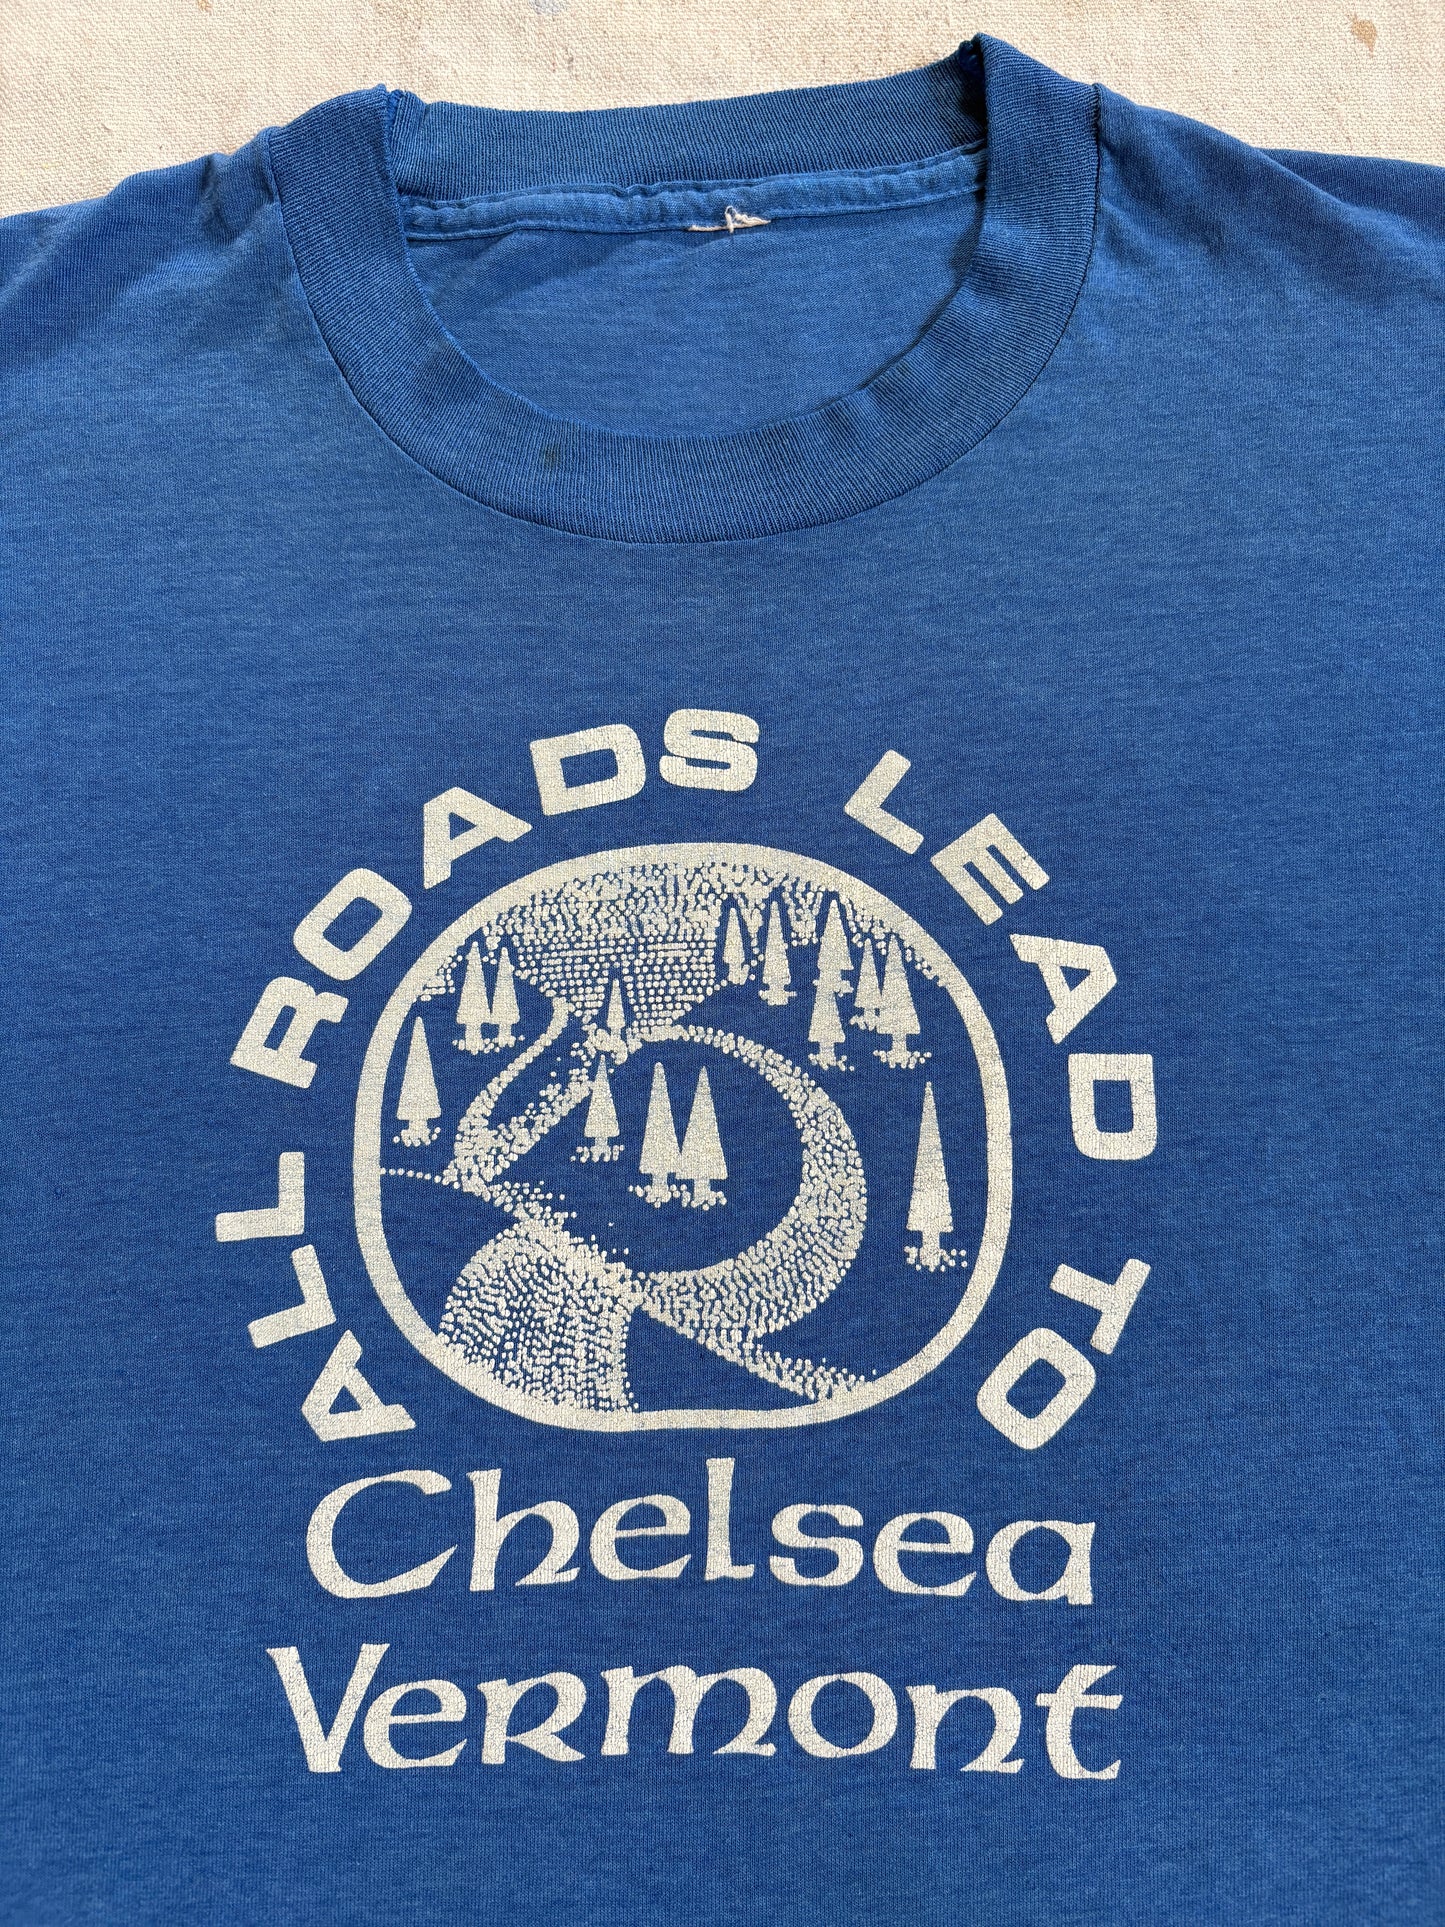 ALL ROADS LEAD TO
Chelsea
Vermont